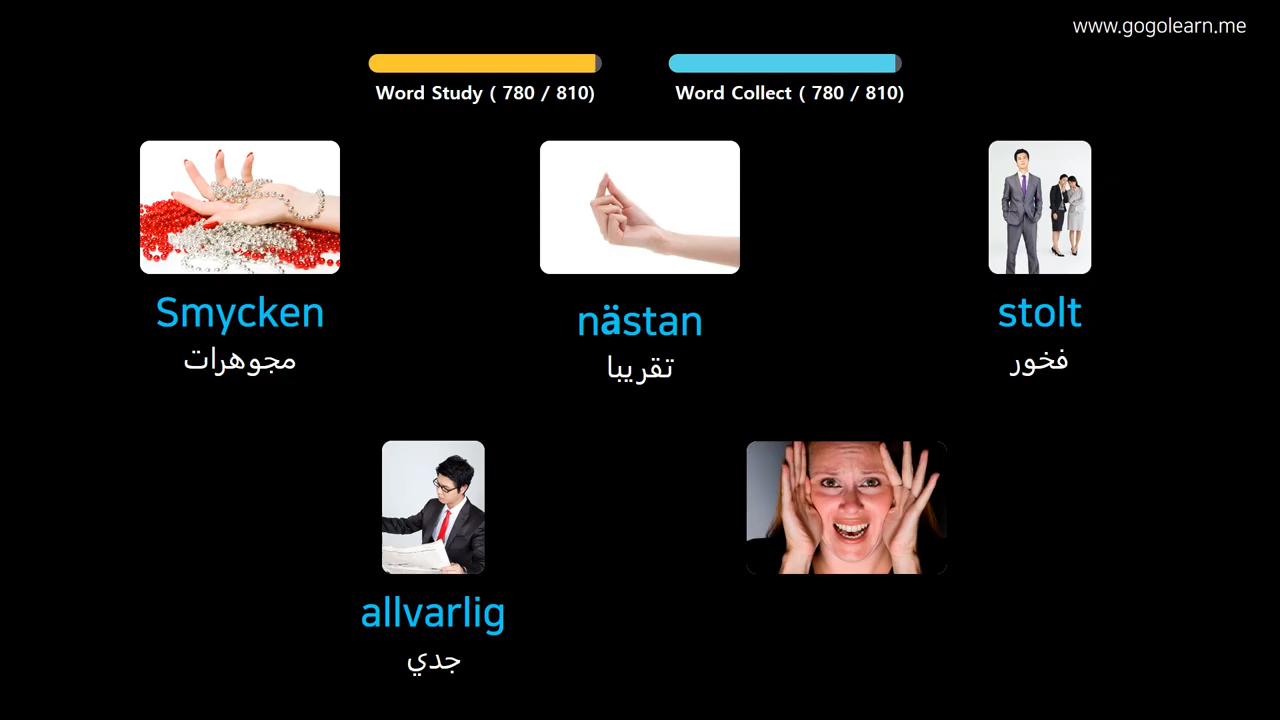 www.gogolearn.me
Word Study ( 780 / 810)
Word Collect ( 780 / 810)
Smycken
مجوهرات
nästan
تقريبا
stolt
فخور
allvarlig
جدي